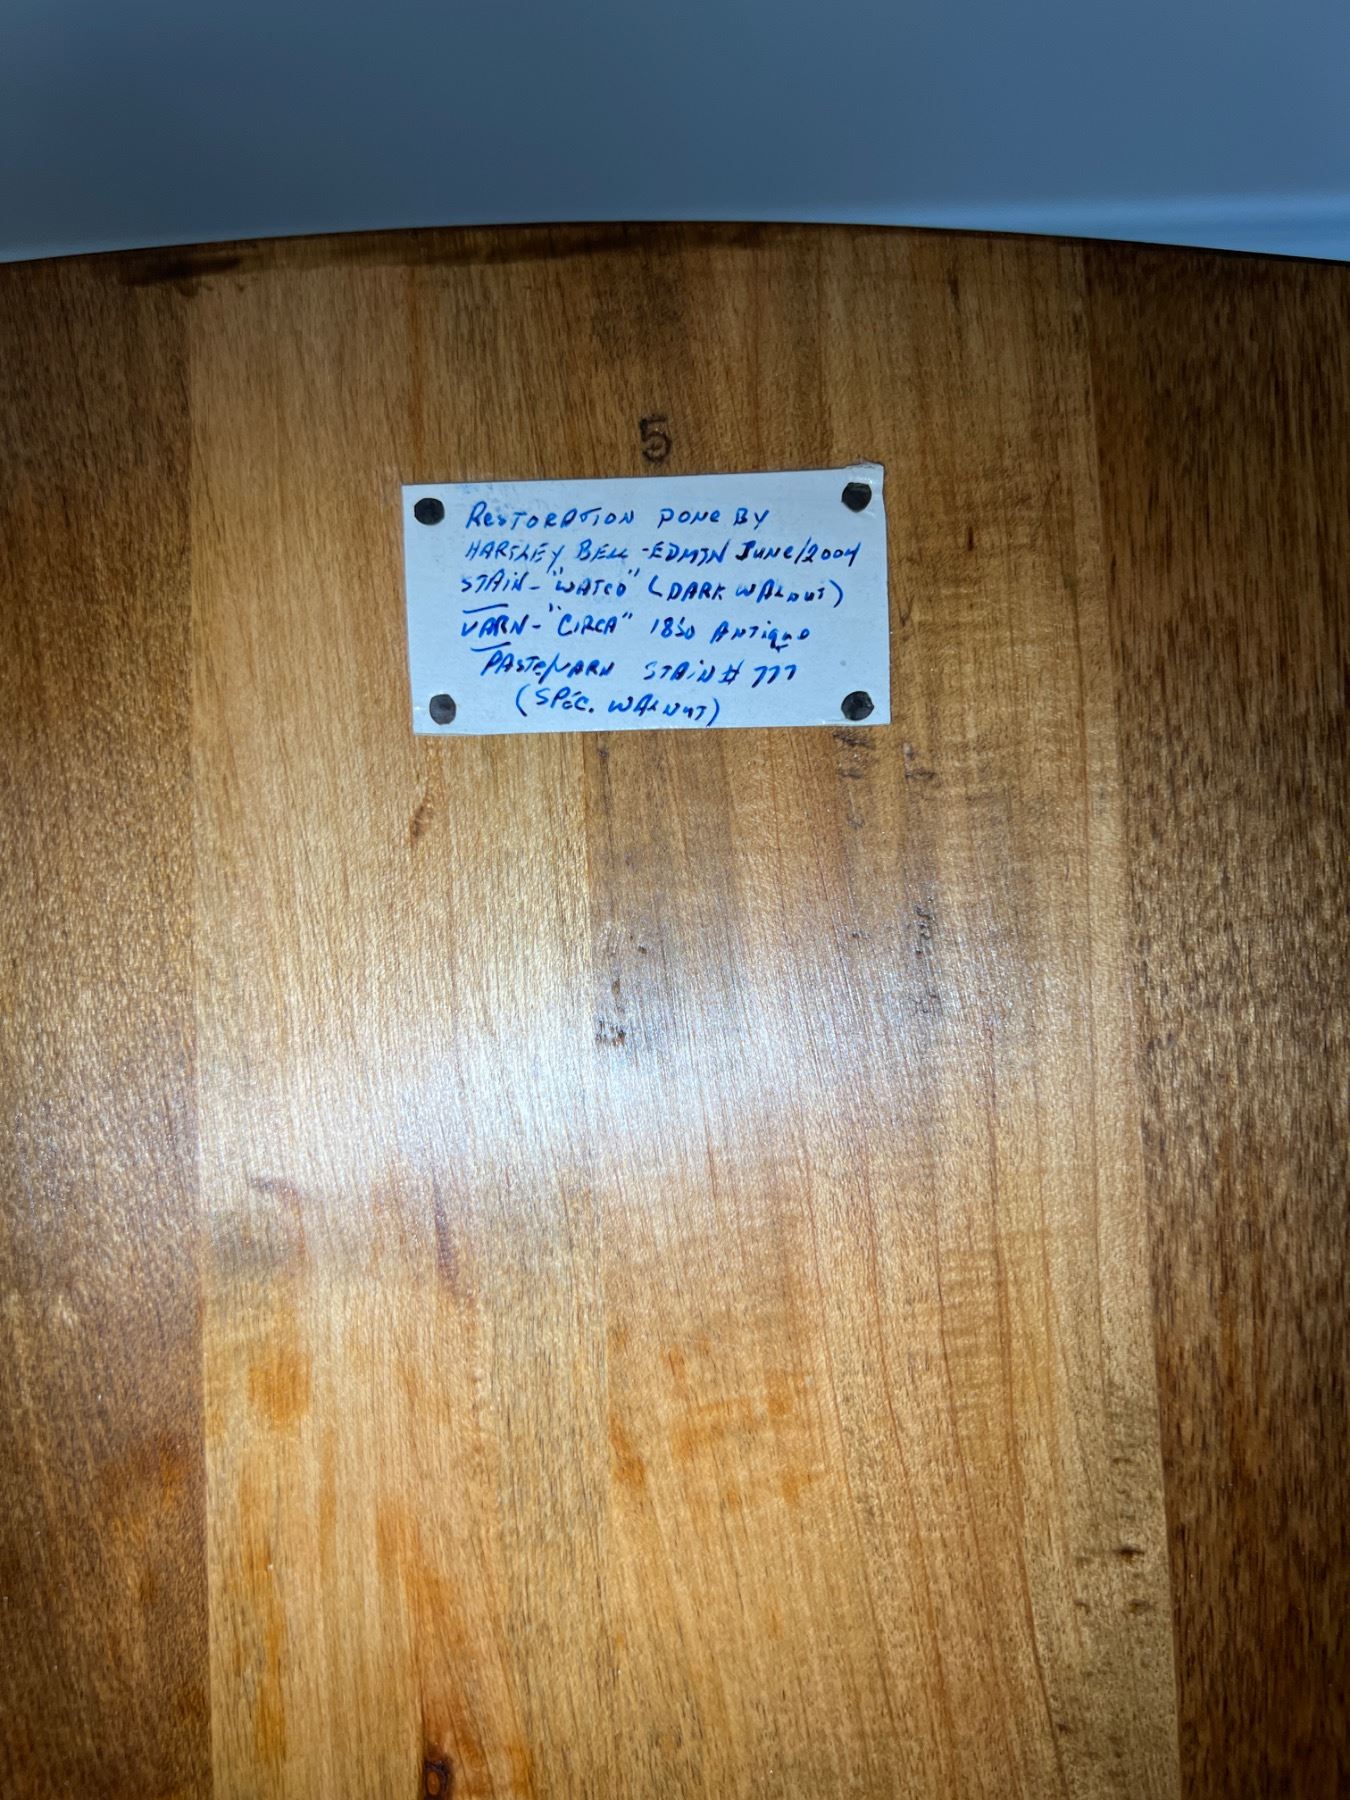 5
RESTORATION DONE BY
HARTLEY BELL - EDMTN JUNE/2004
STAIN - "WATCO" (DARK WALNUT)
VARN - "CIRCA" 1850 ANTIQUE
PASTE/VARN STAIN # 777
(SPEC. WALNUT)